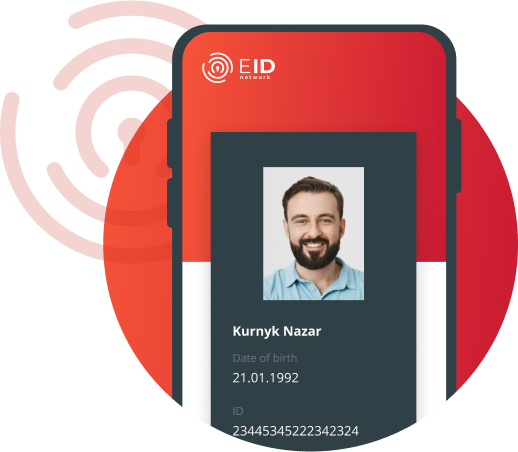 EID
network
Kurnyk Nazar
Date of birth
21.01.1992
ID
23445345222342324